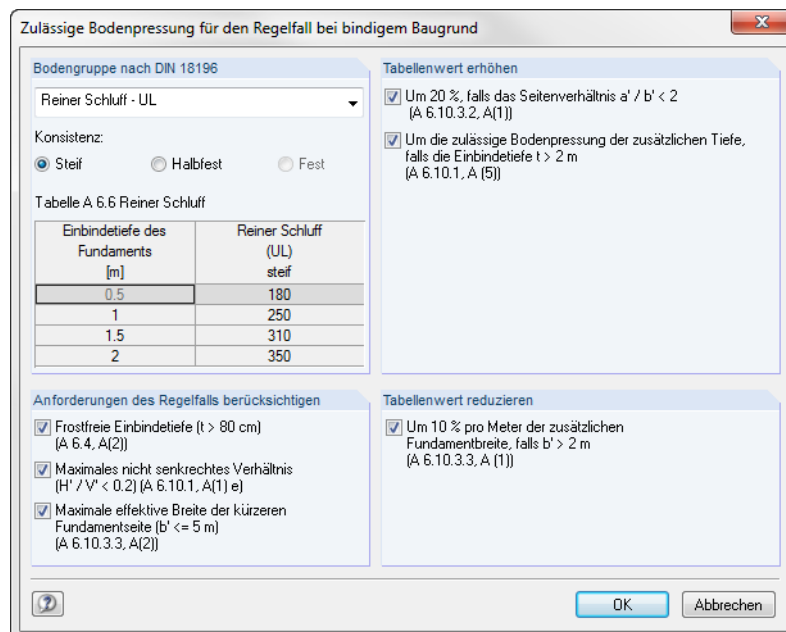 Zulässige Bodenpressung für den Regelfall bei bindigem Baugrund
Bodengruppe nach DIN 18196
Reiner Schluff - UL
Konsistenz:
Steif
Halbfest
Fest
Tabelle A 6.6 Reiner Schluff
Einbindetiefe des Reiner Schluff
Fundaments (UL)
[m] steif
0.5 180
1 250
1.5 310
2 350
Tabellenwert erhöhen
Um 20 %, falls das Seitenverhältnis a' / b' < 2
(A 6.10.3.2, A(1))
Um die zulässige Bodenpressung der zusätzlichen Tiefe,
falls die Einbindetiefe t > 2 m
(A 6.10.1, A (5))
Anforderungen des Regelfalls berücksichtigen
Frostfreie Einbindetiefe (t > 80 cm)
(A 6.4, A(2))
Maximales nicht senkrechtes Verhältnis
(H' / V' < 0.2) (A 6.10.1, A(1) e)
Maximale effektive Breite der kürzeren
Fundamentseite (b' <= 5 m)
(A 6.10.3.3, A(2))
Tabellenwert reduzieren
Um 10 % pro Meter der zusätzlichen
Fundamentbreite, falls b' > 2 m
(A 6.10.3.3, A (1))
OK
Abbrechen